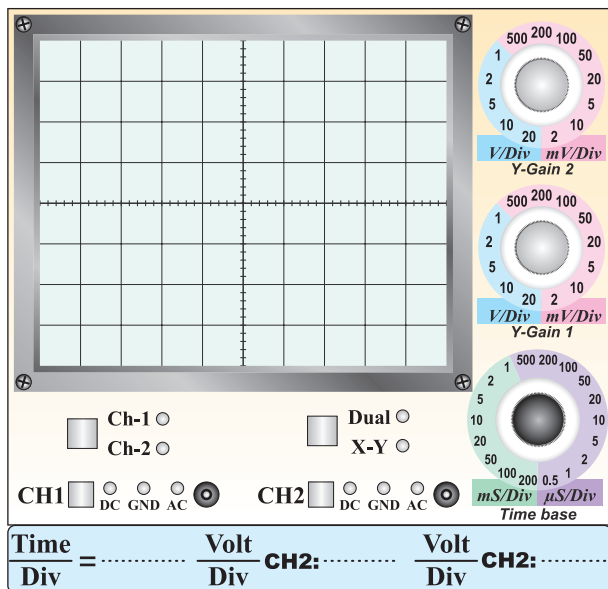 500 200 100
1 50
2 20
5 5
10 10
20 2
V/Div mV/Div
Y-Gain 2
500 200 100
1 50
2 20
5 5
10 10
20 2
V/Div mV/Div
Y-Gain 1
500 200 100
1 50
2 20
5 10
10 5
20 2
50 1
100 0.5
200
mS/Div µS/Div
Time base
Ch-1
Ch-2
Dual
X-Y
CH1 DC GND AC
CH2 DC GND AC
Time/Div = ............ Volt/Div CH2: ............ Volt/Div CH2: ............